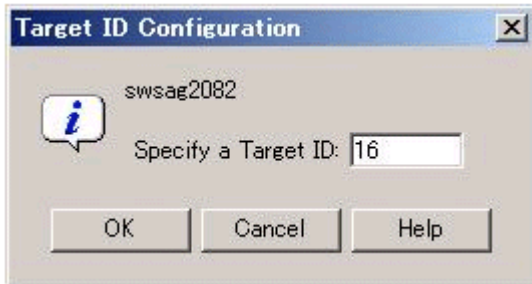 Target ID Configuration
swsag2082
Specify a Target ID: 16
OK Cancel Help